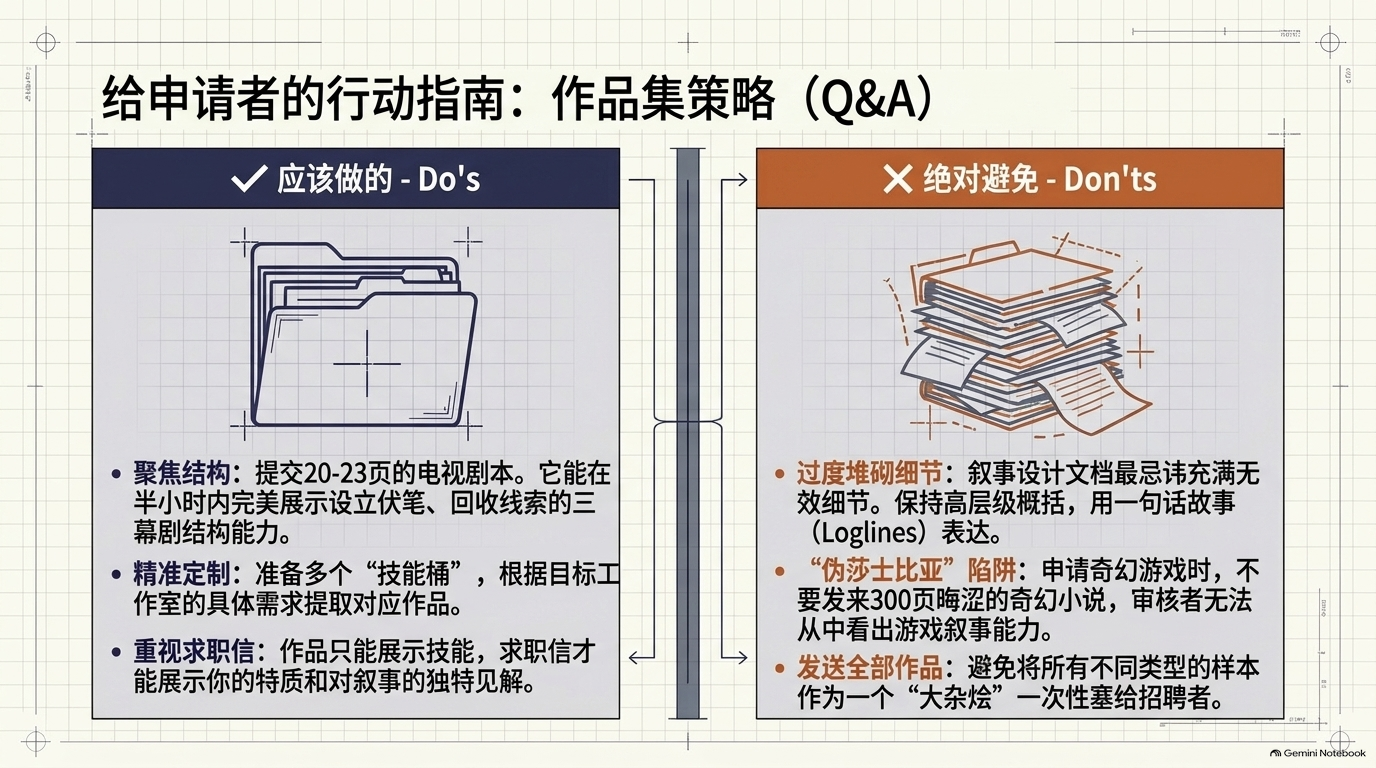 给申请者的行动指南：作品集策略（Q&A）
✓ 应该做的 - Do's
• 聚焦结构：提交20-23页的电视剧本。它能在
半小时内完美展示设立伏笔、回收线索的三
幕剧结构能力。
• 精准定制：准备多个“技能桶”，根据目标工
作室的具体需求提取对应作品。
• 重视求职信：作品只能展示技能，求职信才
能展示你的特质和对叙事的独特见解。
✕ 绝对避免 - Don'ts
• 过度堆砌细节：叙事设计文档最忌讳充满无
效细节。保持高层级概括，用一句话故事
（Loglines）表达。
• “伪莎士比亚”陷阱：申请奇幻游戏时，不
要发来300页晦涩的奇幻小说，审核者无法
从中看出游戏叙事能力。
• 发送全部作品：避免将所有不同类型的样本
作为一个“大杂烩”一次性塞给招聘者。
Gemini Notebook